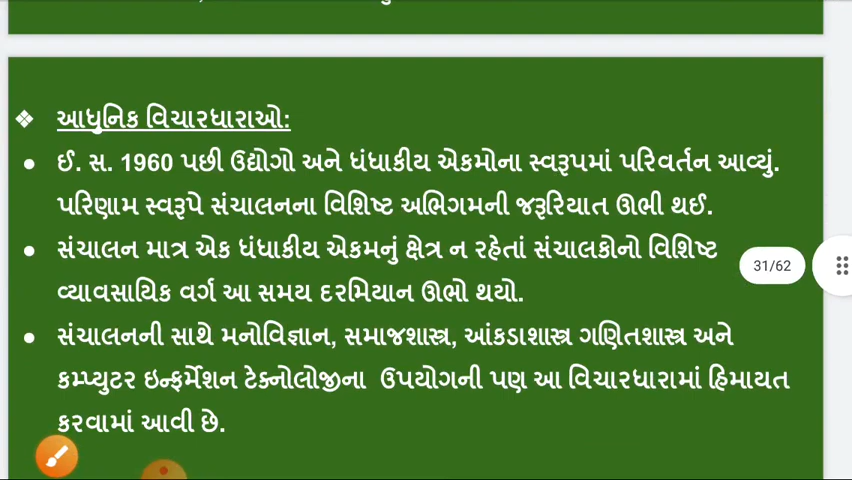 ❖ આધુનિક વિચારધારાઓ:
● ઈ. સ. 1960 પછી ઉદ્યોગો અને ધંધાકીય એકમોના સ્વરૂપમાં પરિવર્તન આવ્યું.
પરિણામ સ્વરૂપે સંચાલનના વિશિષ્ટ અભિગમની જરૂરિયાત ઊભી થઈ.
● સંચાલન માત્ર એક ધંધાકીય એકમનું ક્ષેત્ર ન રહેતાં સંચાલકોનો વિશિષ્ટ
વ્યાવસાયિક વર્ગ આ સમય દરમિયાન ઊભો થયો.
● સંચાલનની સાથે મનોવિજ્ઞાન, સમાજશાસ્ત્ર, આંકડાશાસ્ત્ર ગણિતશાસ્ત્ર અને
કમ્પ્યુટર ઇન્ફર્મેશન ટેક્નોલોજીના ઉપયોગની પણ આ વિચારધારામાં હિમાયત
કરવામાં આવી છે.
31/62